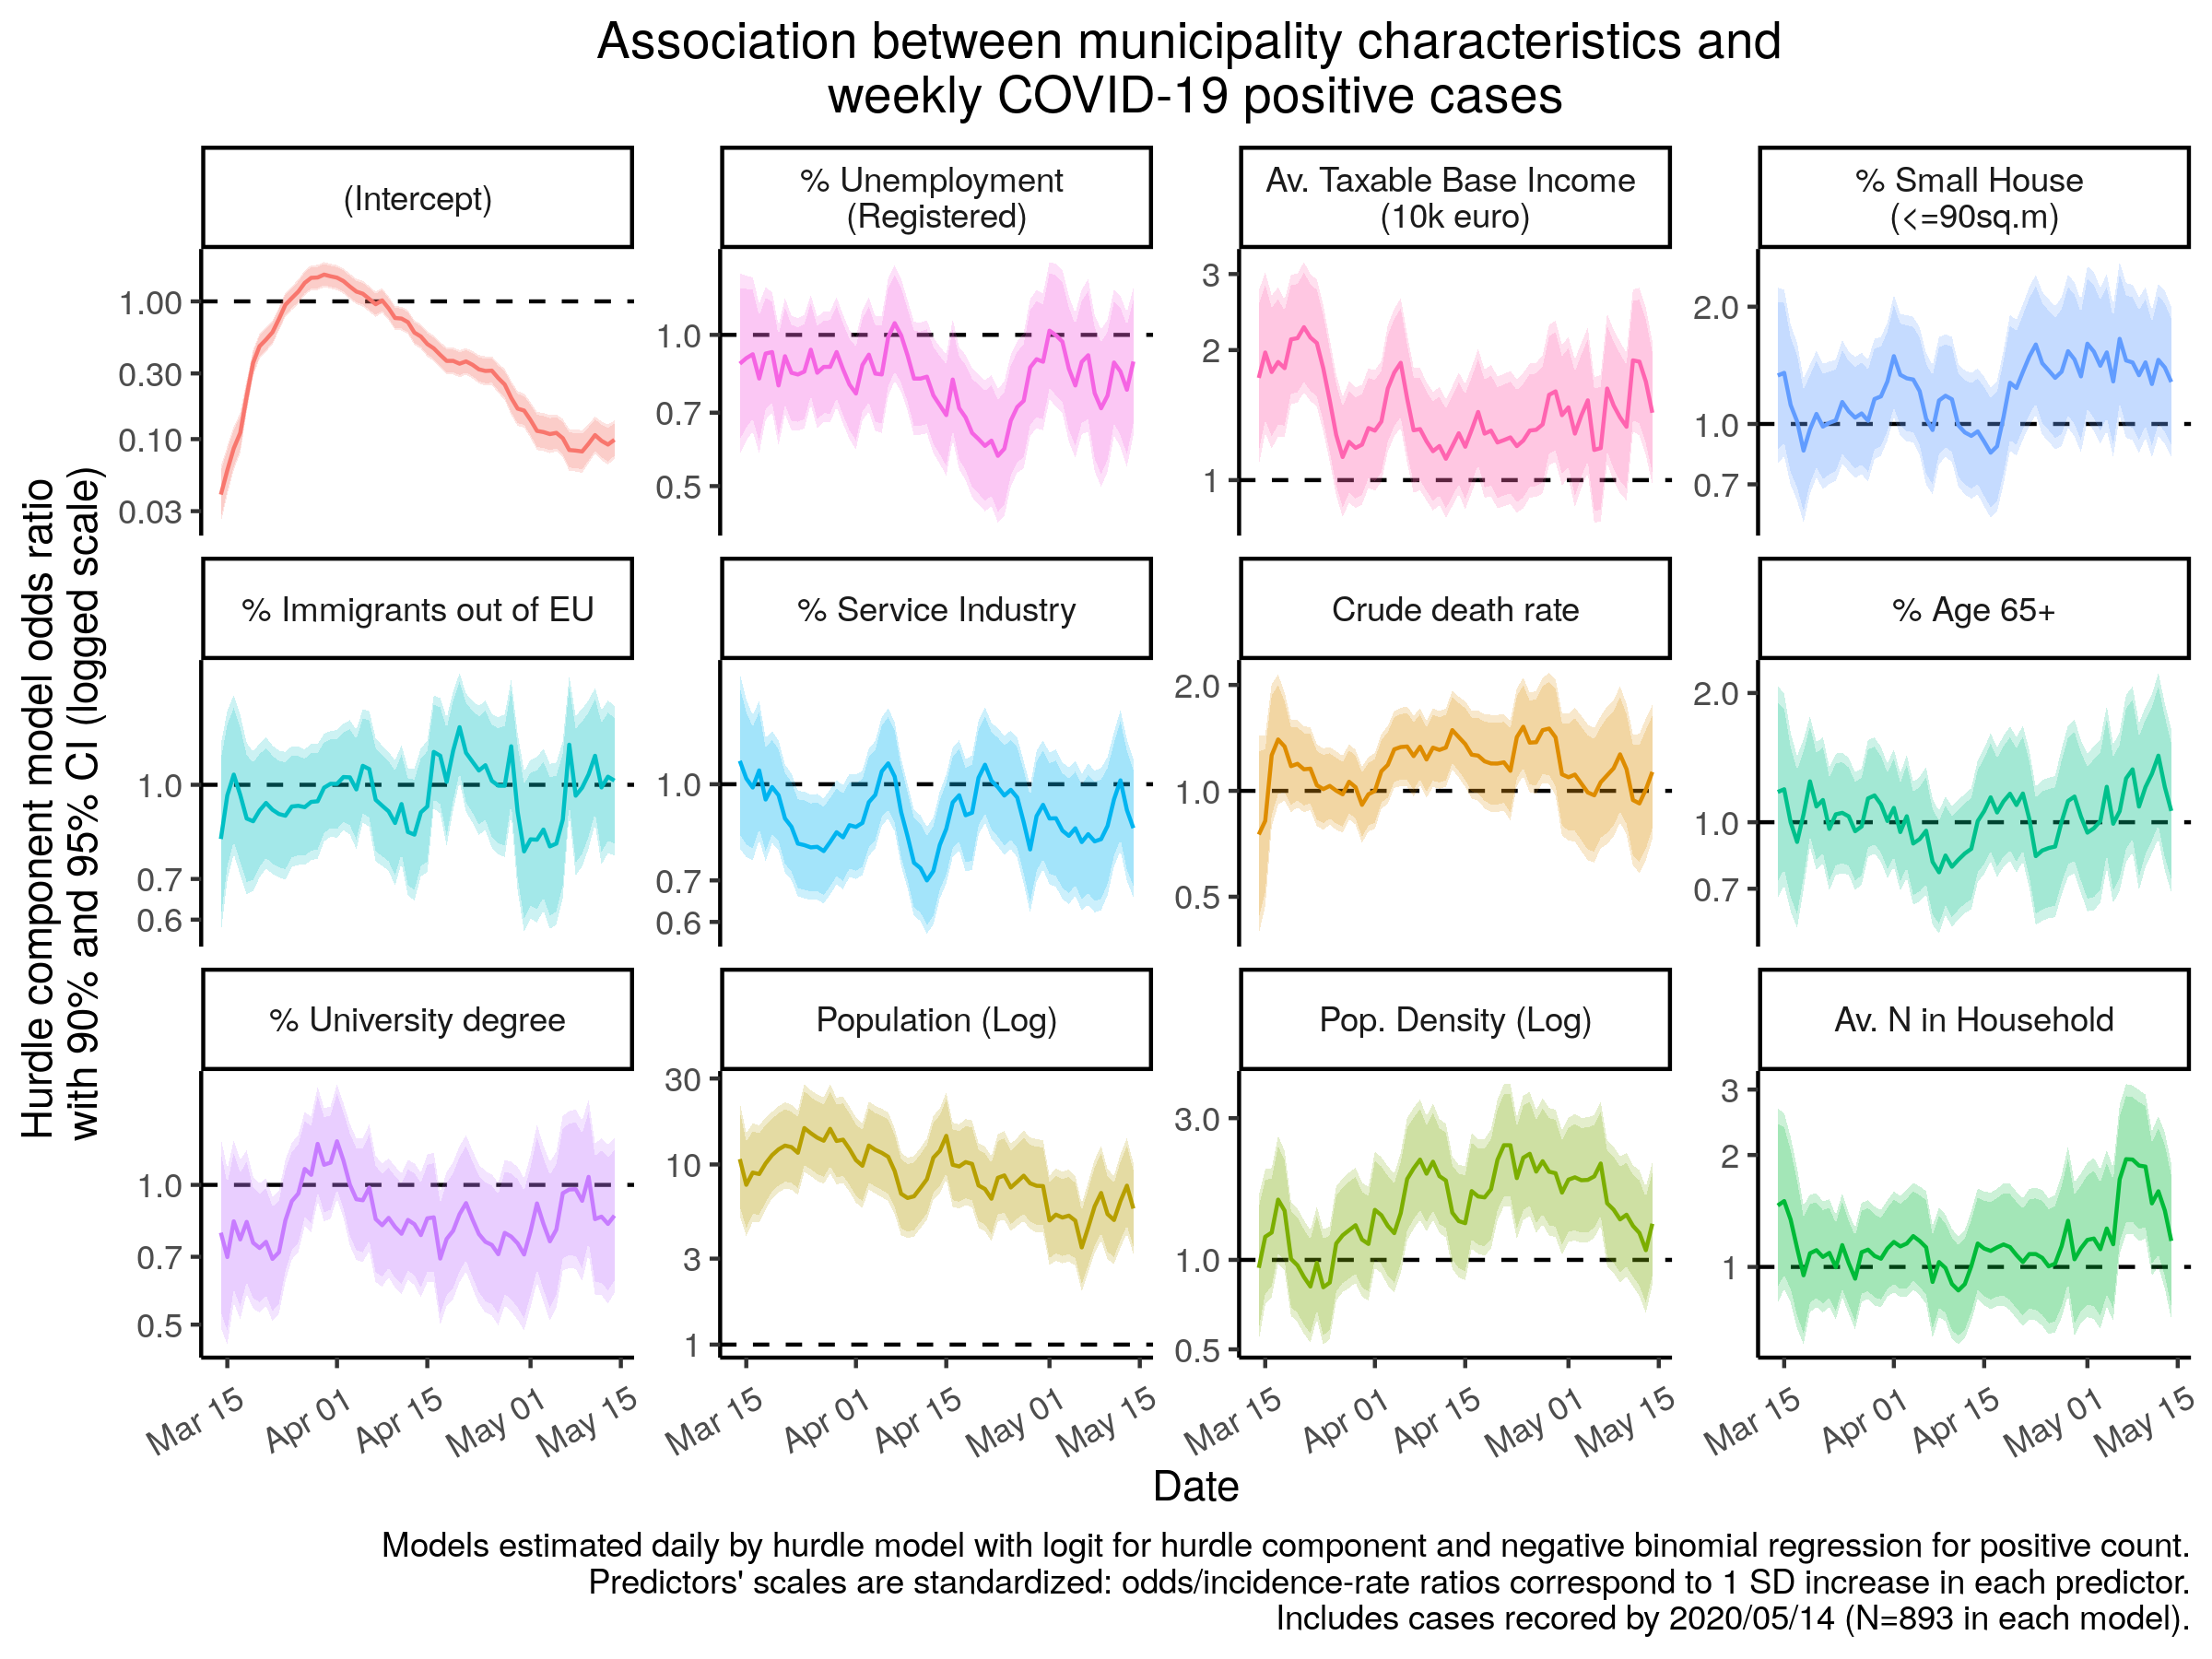 Association between municipality characteristics and
weekly COVID-19 positive cases
Hurdle component model odds ratio
with 90% and 95% CI (logged scale)
(Intercept)
1.00
0.30
0.10
0.03
% Unemployment
(Registered)
1.0
0.7
0.5
Av. Taxable Base Income
(10k euro)
3
2
1
% Small House
(<=90sq.m)
2.0
1.0
0.7
% Immigrants out of EU
1.0
0.7
0.6
% Service Industry
1.0
0.7
0.6
Crude death rate
2.0
1.0
0.5
% Age 65+
2.0
1.0
0.7
% University degree
1.0
0.7
0.5
Population (Log)
30
10
3
1
Pop. Density (Log)
3.0
1.0
0.5
Av. N in Household
3
2
1
Mar 15 Apr 01 Apr 15 May 01 May 15
Mar 15 Apr 01 Apr 15 May 01 May 15
Mar 15 Apr 01 Apr 15 May 01 May 15
Mar 15 Apr 01 Apr 15 May 01 May 15
Date
Models estimated daily by hurdle model with logit for hurdle component and negative binomial regression for positive count.
Predictors' scales are standardized: odds/incidence-rate ratios correspond to 1 SD increase in each predictor.
Includes cases recored by 2020/05/14 (N=893 in each model).